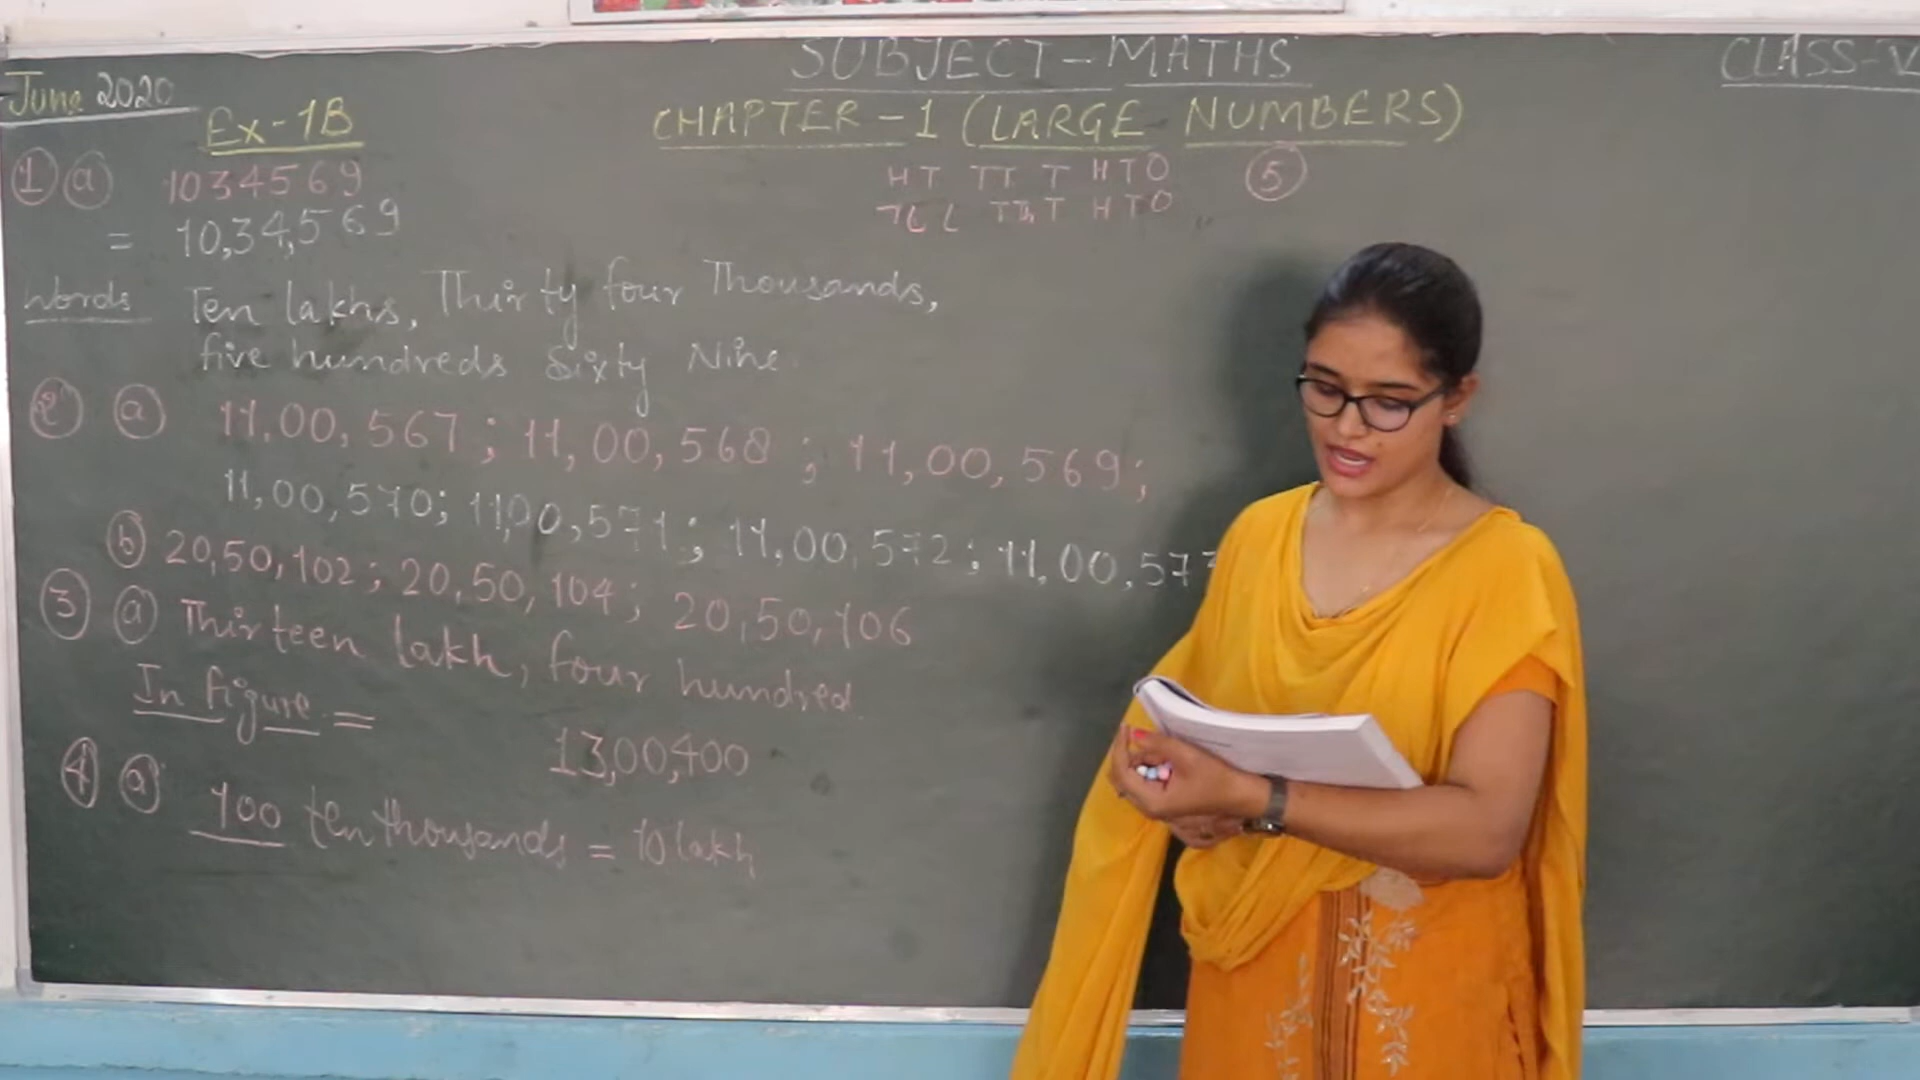 SUBJECT-MATHS
CLASS-V
June 2020
Ex-1B
CHAPTER-1 (LARGE NUMBERS)
① ⓐ 1034569
= 10,34,569
HT TT T H T O
TL L TTh T H T O
⑤
Words Ten lakhs, Thirty four Thousands,
five hundreds Sixty Nine.
② ⓐ 11,00,567; 11,00,568; 11,00,569;
11,00,570; 11,00,571; 11,00,572; 11,00,573
ⓑ 20,50,102; 20,50,104; 20,50,106
③ ⓐ Thirteen lakh, four hundred.
In figure =
13,00,400
④ ⓐ 100 ten thousands = 10 lakh